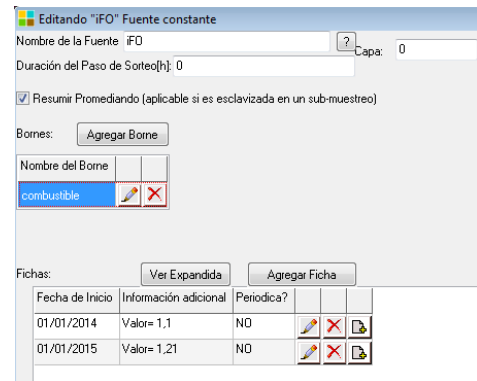 Editando "iFO" Fuente constante
Nombre de la Fuente iFO ? Capa: 0
Duración del Paso de Sorteo[h]: 0
Resumir Promediando (aplicable si es esclavizada en un sub-muestreo)
Bornes: Agregar Borne
Nombre del Borne
combustible
Fichas: Ver Expandida Agregar Ficha
Fecha de Inicio Información adicional Periodica?
01/01/2014 Valor= 1,1 NO
01/01/2015 Valor= 1,21 NO